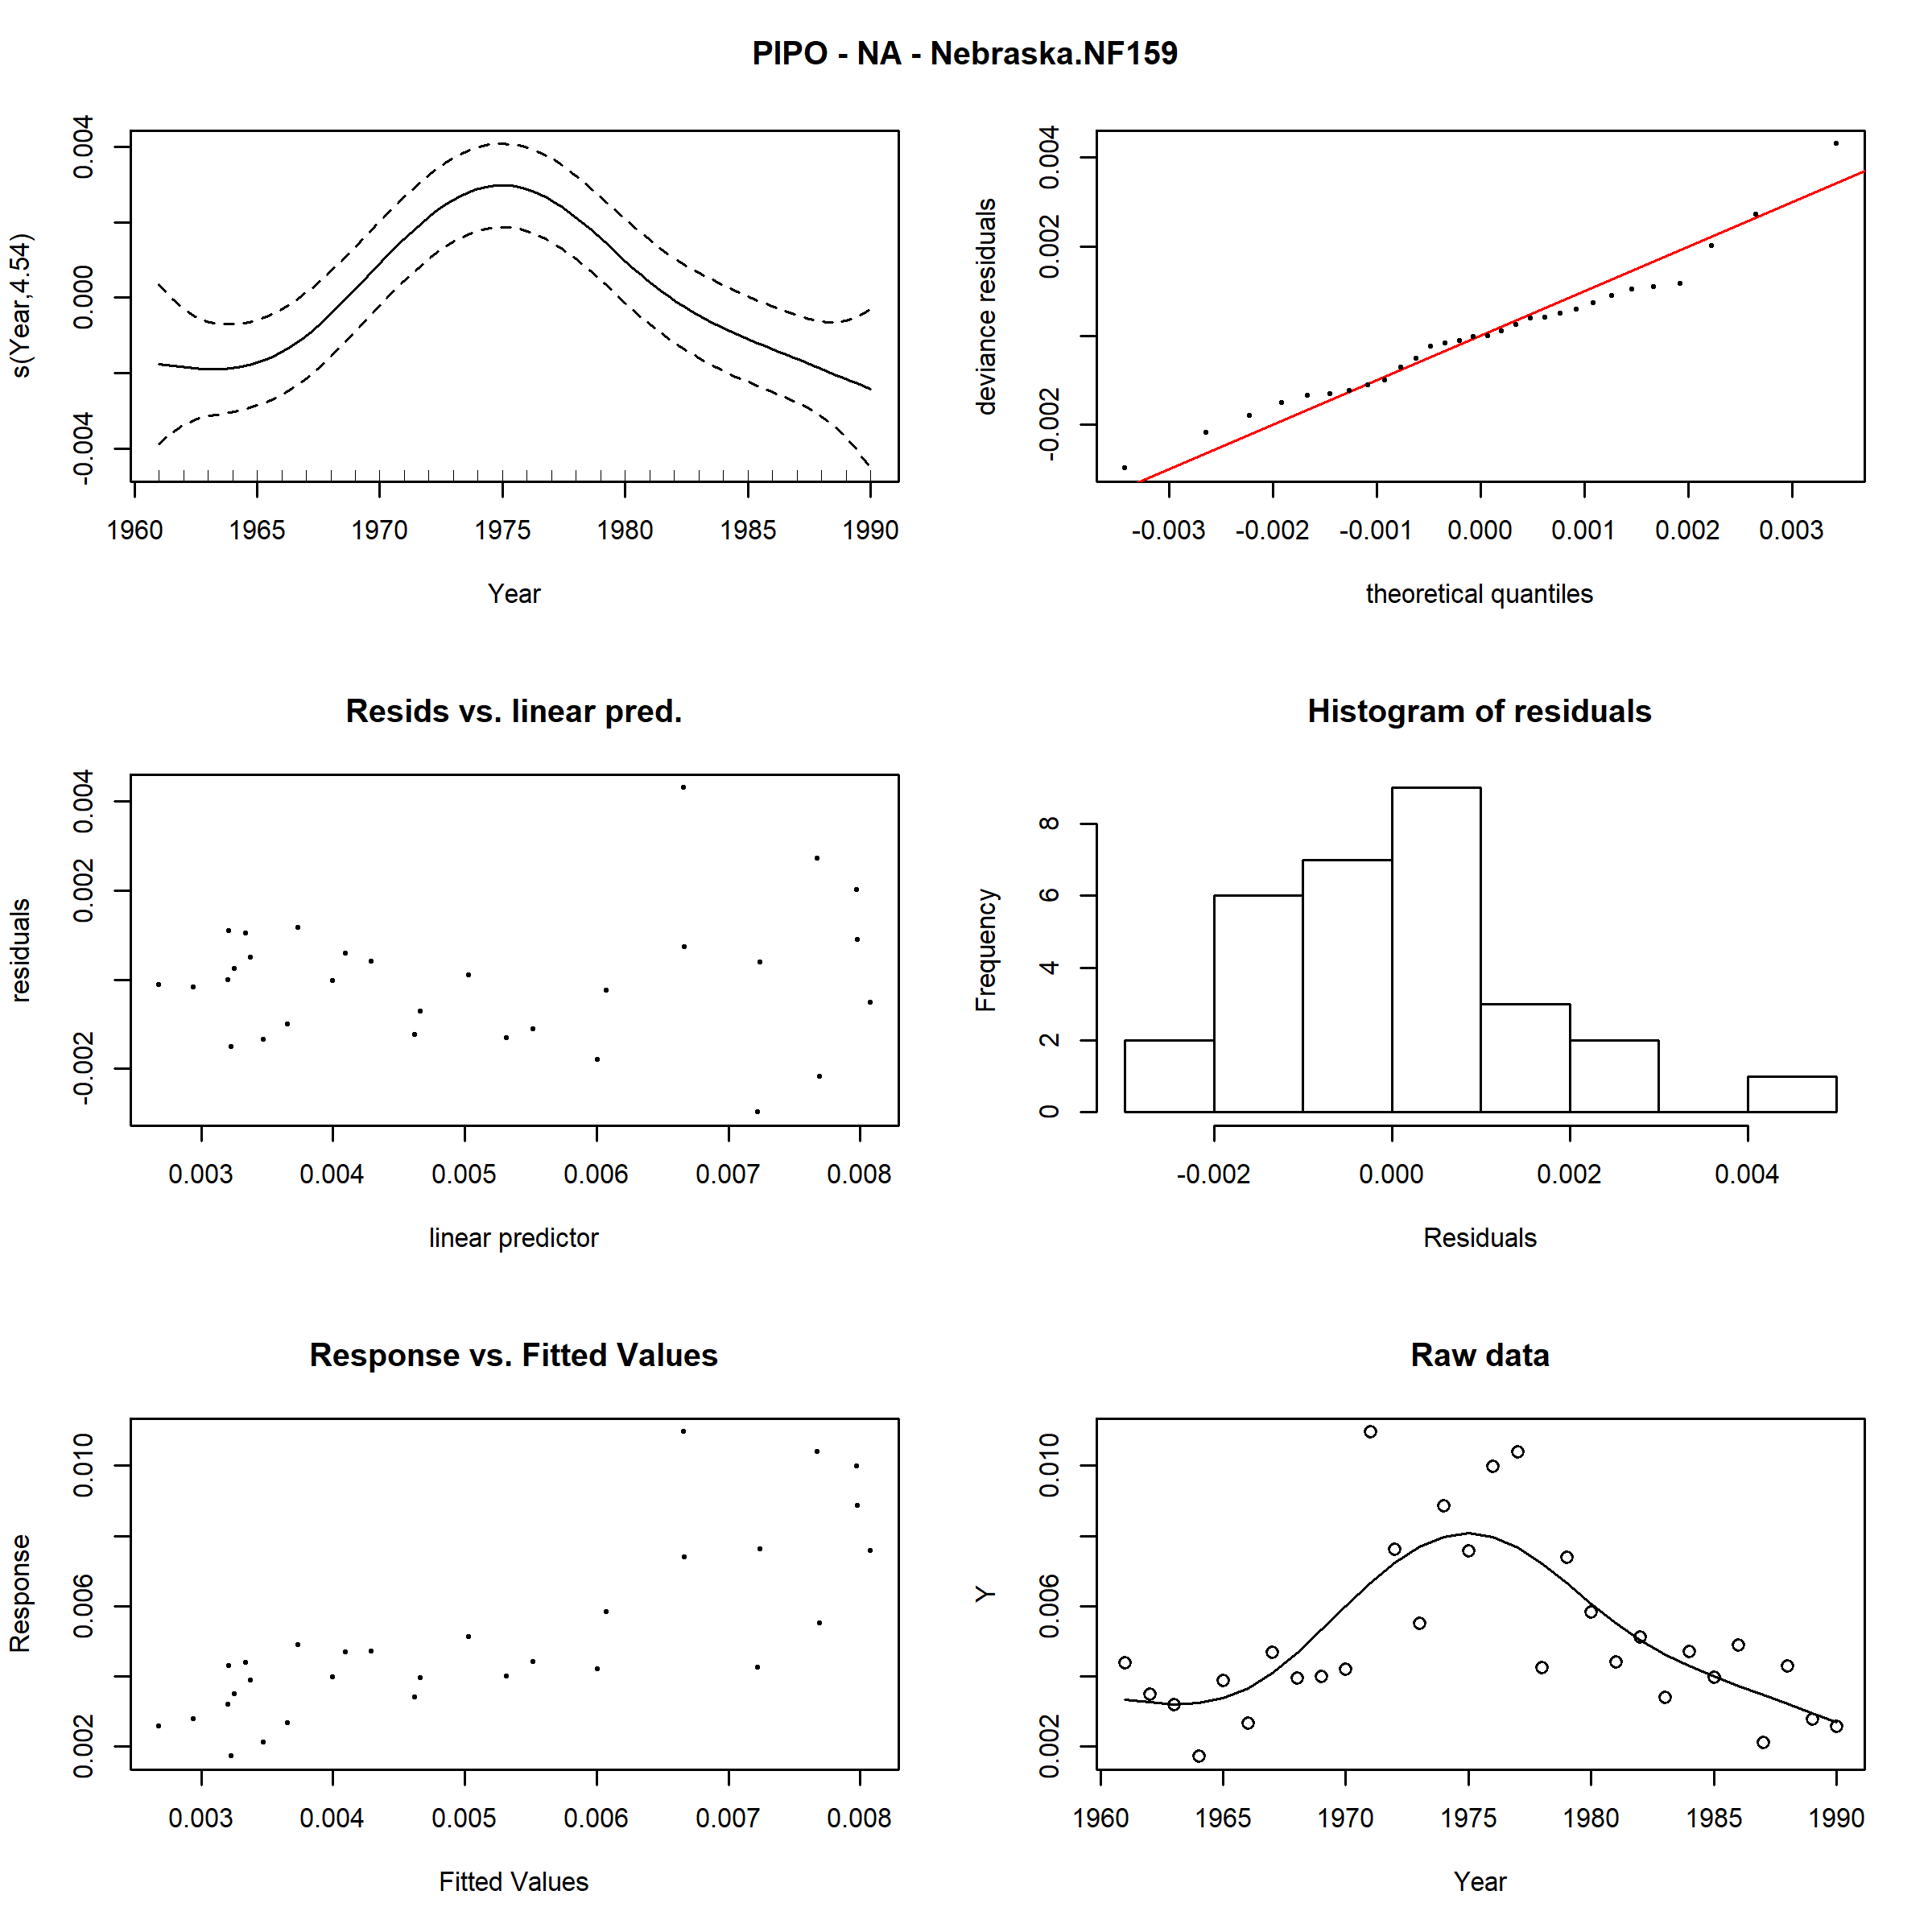 PIPO - NA - Nebraska.NF159
s(Year,4.54)
0.004
0.000
-0.004
1960 1965 1970 1975 1980 1985 1990
Year
deviance residuals
0.004
0.002
-0.002
-0.003 -0.002 -0.001 0.000 0.001 0.002 0.003
theoretical quantiles
Resids vs. linear pred.
residuals
0.004
0.002
-0.002
0.003 0.004 0.005 0.006 0.007 0.008
linear predictor
Histogram of residuals
Frequency
8
6
4
2
0
-0.002 0.000 0.002 0.004
Residuals
Response vs. Fitted Values
Response
0.010
0.006
0.002
0.003 0.004 0.005 0.006 0.007 0.008
Fitted Values
Raw data
Y
0.010
0.006
0.002
1960 1965 1970 1975 1980 1985 1990
Year